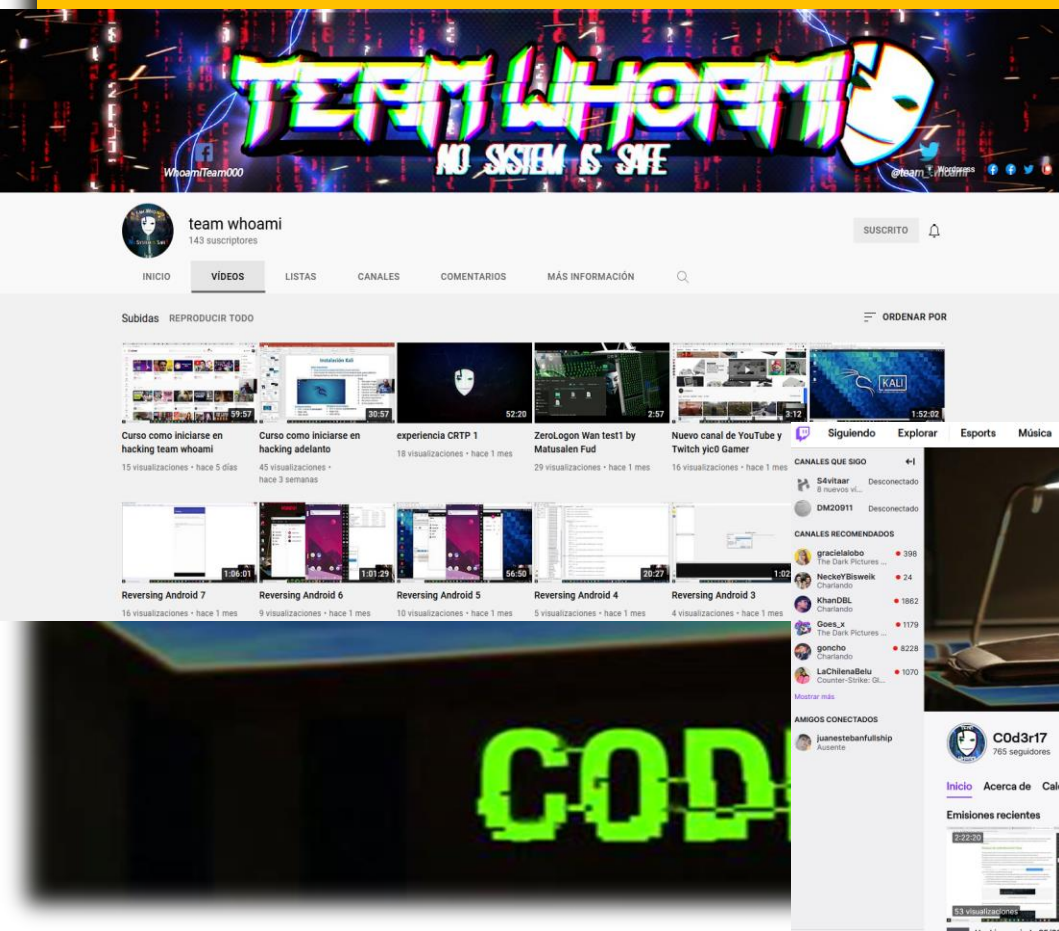 TEAM WHOAMI
NO SYSTEM IS SAFE
WhoamiTeam000
@team_whoami
Wordpress
team whoami
143 suscriptores
SUSCRITO
INICIO VÍDEOS LISTAS CANALES COMENTARIOS MÁS INFORMACIÓN
Subidas REPRODUCIR TODO
ORDENAR POR
Instalación Kali
KALI
59:57 30:57 52:20 2:57 3:12 1:52:02
Curso como iniciarse en
hacking team whoami
15 visualizaciones • hace 5 días
Curso como iniciarse en
hacking adelanto
45 visualizaciones •
hace 3 semanas
experiencia CRTP 1
18 visualizaciones • hace 1 mes
ZeroLogon Wan test1 by
Matusalen Fud
29 visualizaciones • hace 1 mes
Nuevo canal de YouTube y
Twitch yic0 Gamer
16 visualizaciones • hace 1 mes
1:06:01 1:01:29 56:50 20:27 1:02
Reversing Android 7
16 visualizaciones • hace 1 mes
Reversing Android 6
9 visualizaciones • hace 1 mes
Reversing Android 5
10 visualizaciones • hace 1 mes
Reversing Android 4
5 visualizaciones • hace 1 mes
Reversing Android 3
4 visualizaciones • hace 1 mes
Siguiendo Explorar Esports Música
CANALES QUE SIGO
S4vitaar Desconectado
8 nuevos ví...
DM20911 Desconectado
CANALES RECOMENDADOS
gracielalobo 398
The Dark Pictures ...
NeckeYBisweik 24
Charlando
KhanDBL 1862
Charlando
Goes_x 1179
The Dark Pictures ...
goncho 8228
Charlando
LaChilenaBelu 1070
Counter-Strike: Gl...
Mostrar más
AMIGOS CONECTADOS
juanestebanfullship
Ausente
C0d3r17
765 seguidores
Inicio Acerca de Cal
Emisiones recientes
2:22:20
53 visualizaciones
COD